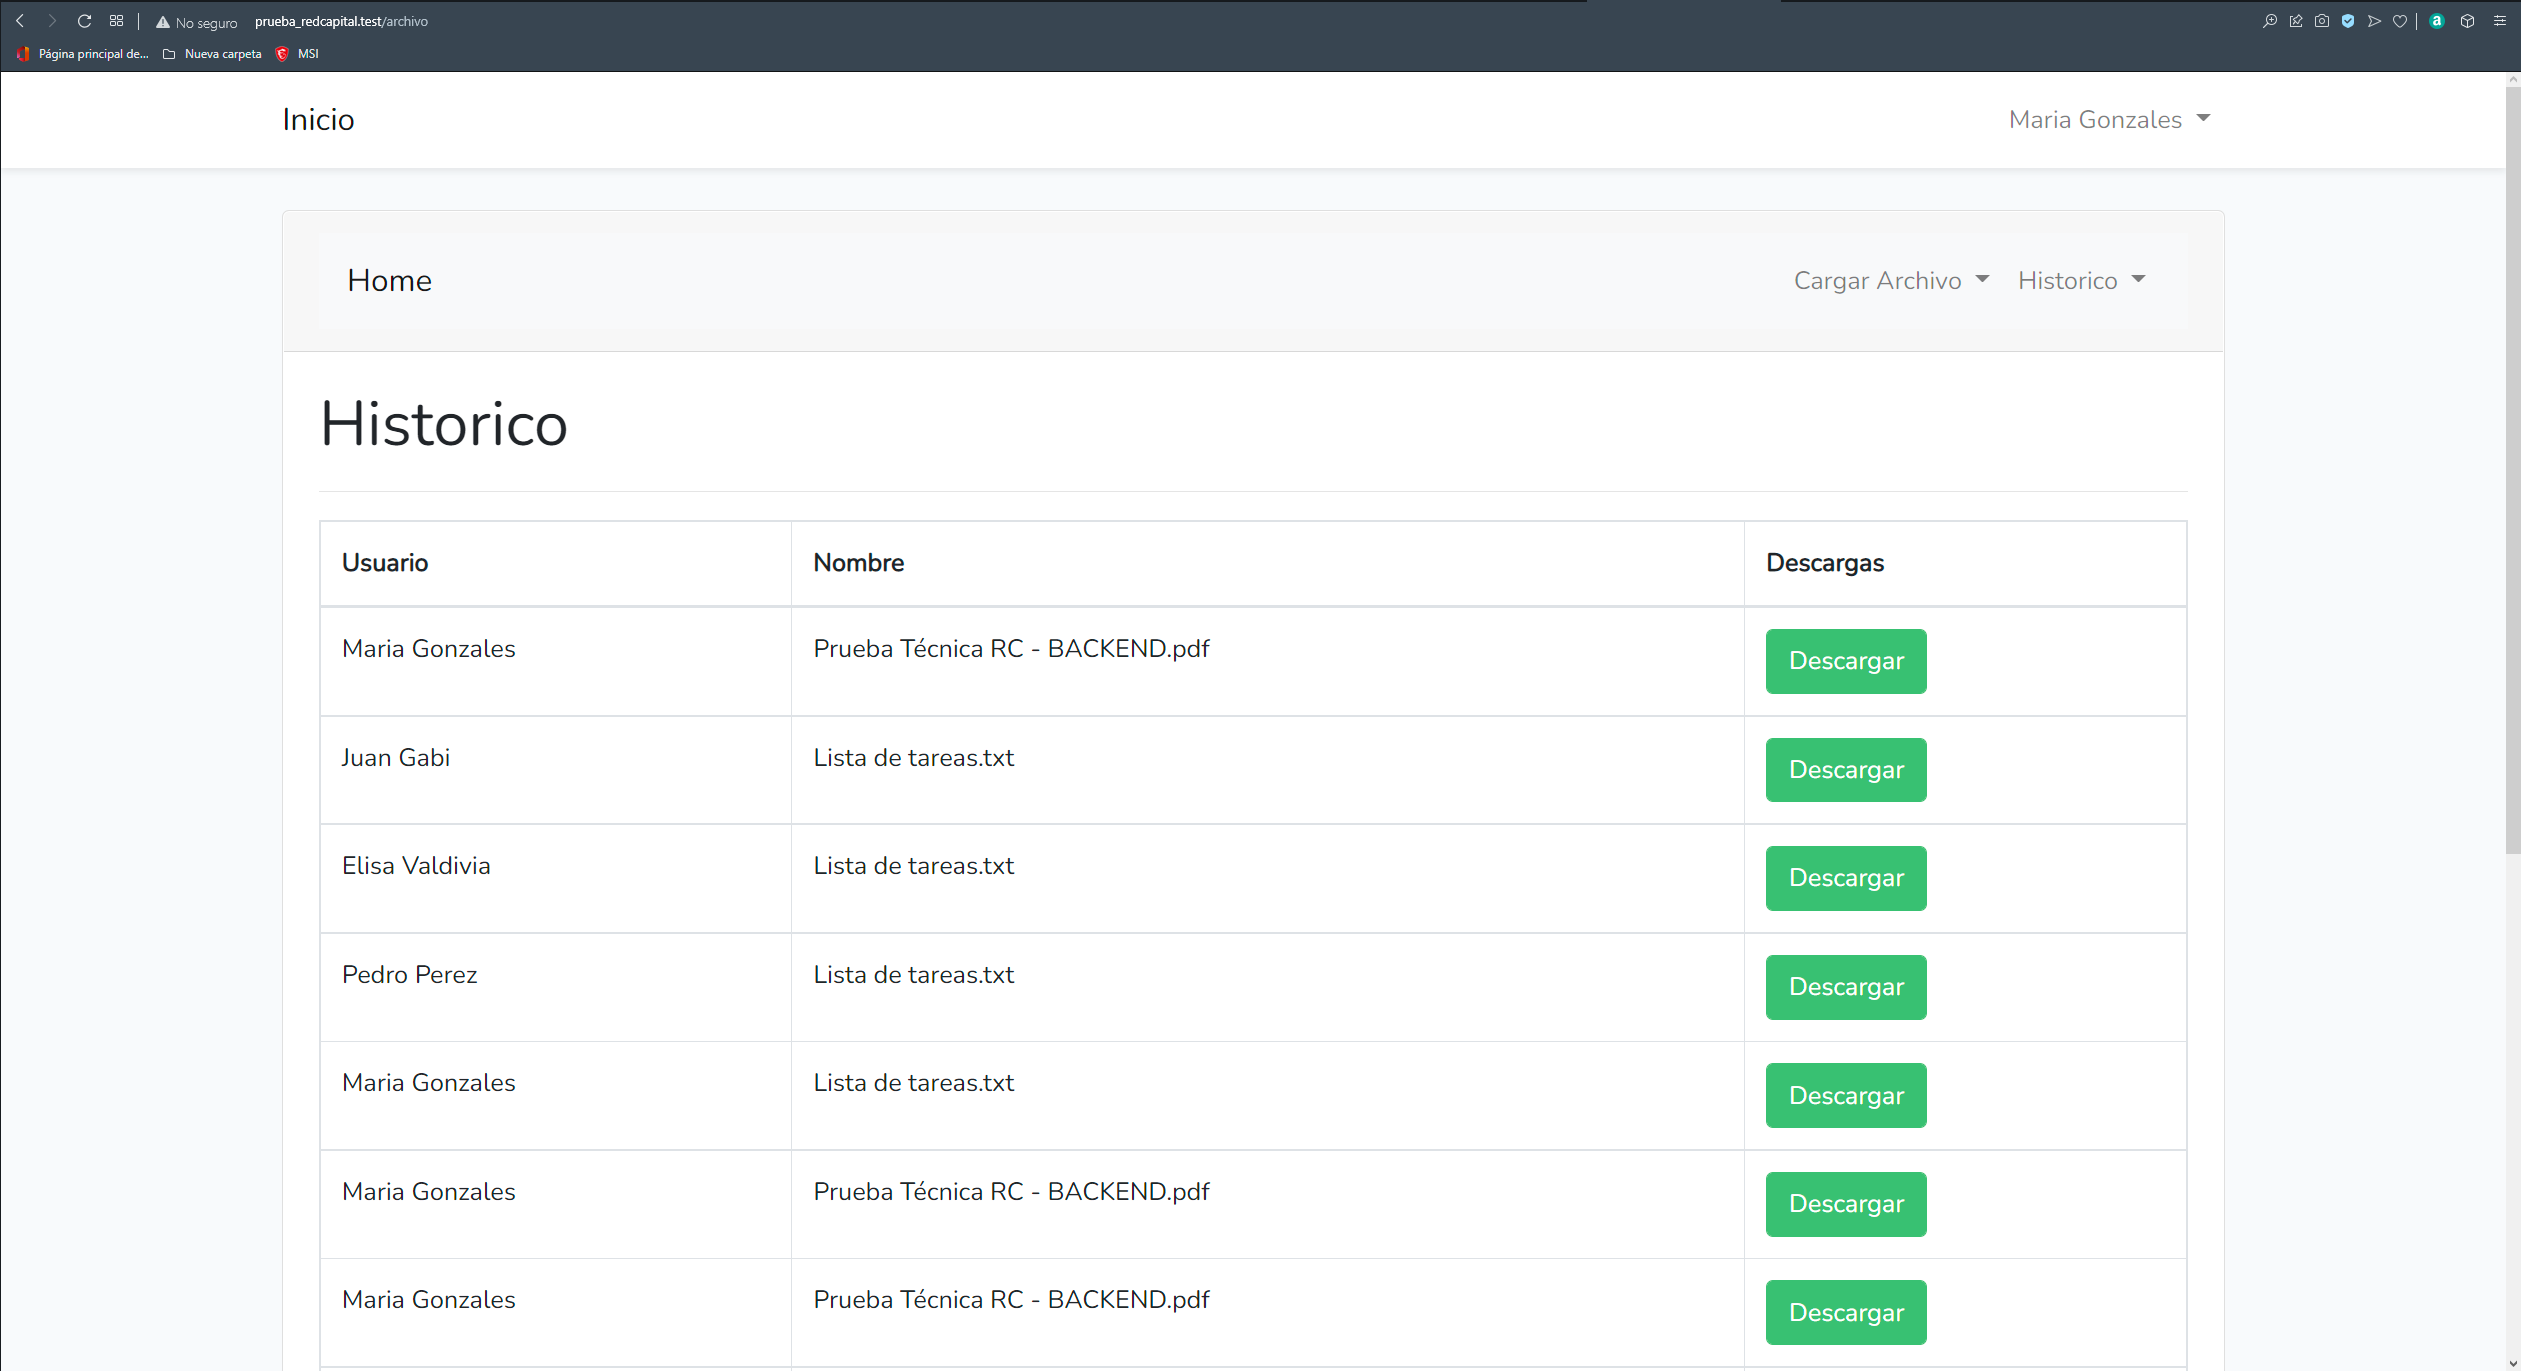 No seguro prueba_redcapital.test/archivo
Página principal de... Nueva carpeta MSI
Inicio Maria Gonzales
Home Cargar Archivo Historico
Historico
Usuario Nombre Descargas
Maria Gonzales Prueba Técnica RC - BACKEND.pdf Descargar
Juan Gabi Lista de tareas.txt Descargar
Elisa Valdivia Lista de tareas.txt Descargar
Pedro Perez Lista de tareas.txt Descargar
Maria Gonzales Lista de tareas.txt Descargar
Maria Gonzales Prueba Técnica RC - BACKEND.pdf Descargar
Maria Gonzales Prueba Técnica RC - BACKEND.pdf Descargar